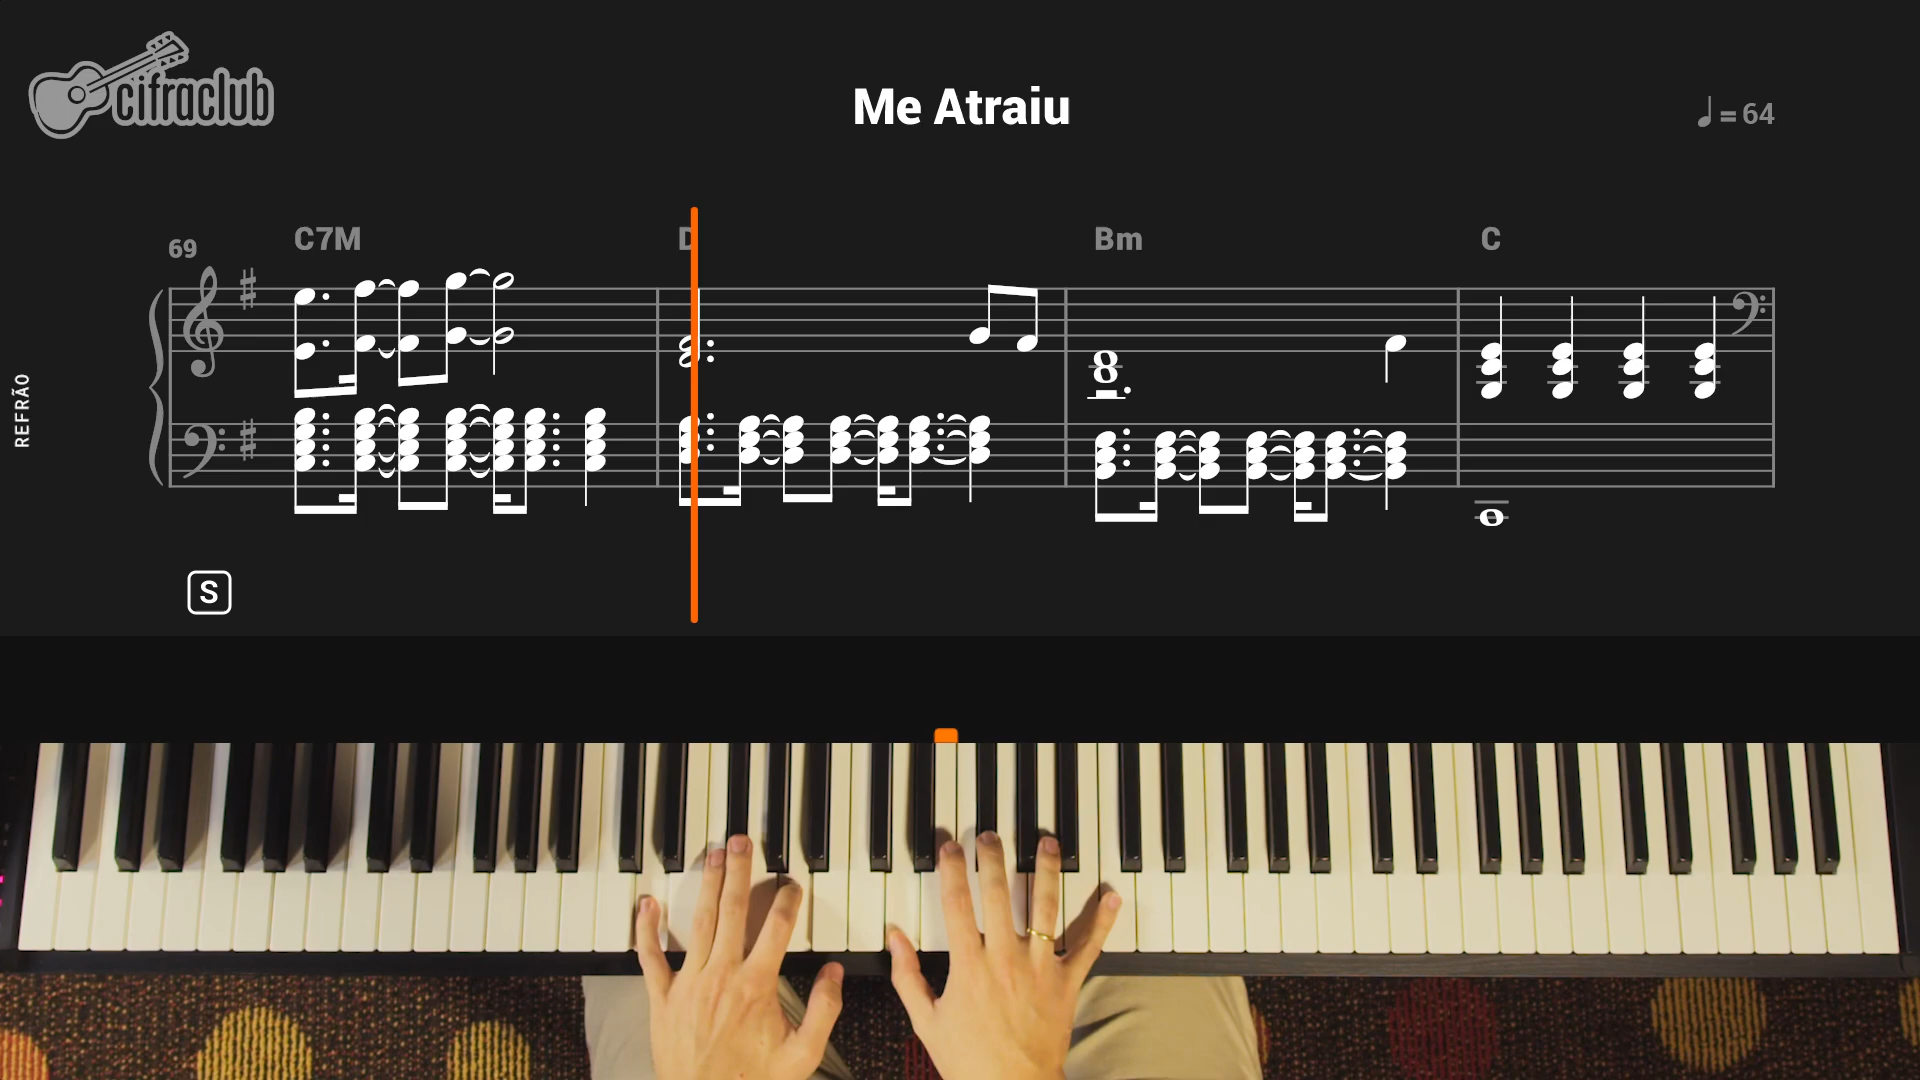 cifraclub
Me Atraiu
♩ = 64
69
C7M
D
Bm
C
REFRÃO
S